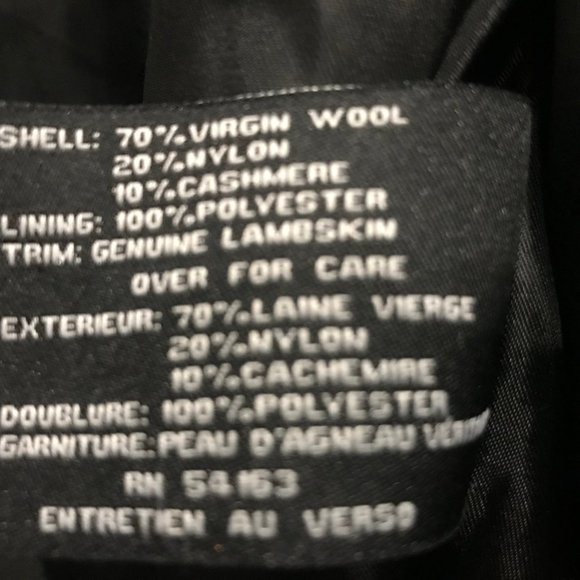 SHELL: 70% VIRGIN WOOL
20% NYLON
10% CASHMERE
LINING: 100% POLYESTER
TRIM: GENUINE LAMBSKIN
OVER FOR CARE
EXTERIEUR: 70% LAINE VIERGE
20% NYLON
10% CACHEMIRE
DOUBLURE: 100% POLYESTER
GARNITURE: PEAU D'AGNEAU
RN 54163
ENTRETIEN AU VERSO